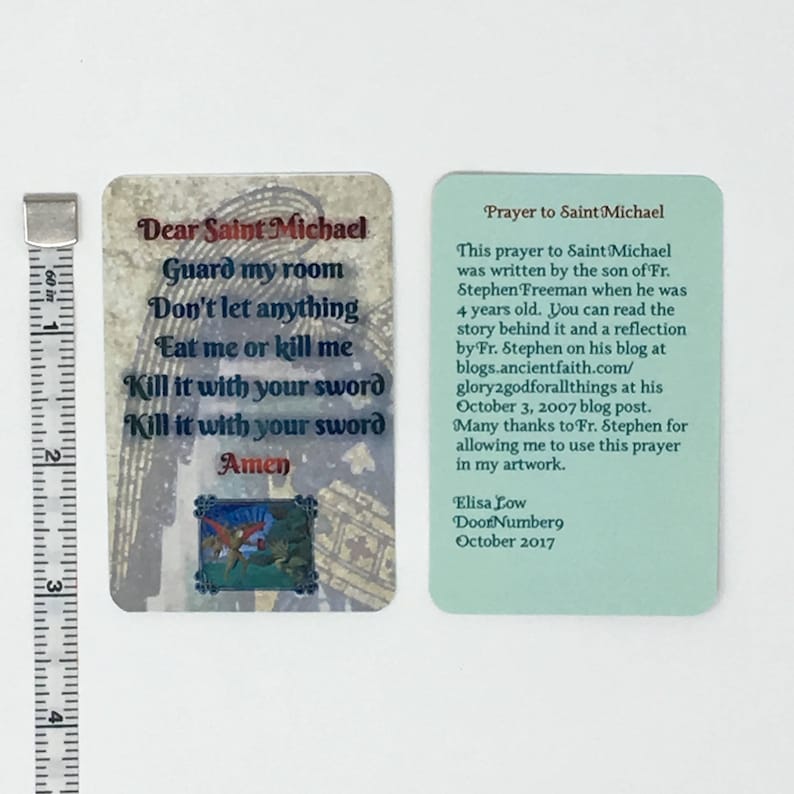 60 in
1
2
3
4
Dear Saint Michael
Guard my room
Don't let anything
Eat me or kill me
Kill it with your sword
Kill it with your sword
Amen
Prayer to Saint Michael
This prayer to Saint Michael
was written by the son of Fr.
Stephen Freeman when he was
4 years old. You can read the
story behind it and a reflection
by Fr. Stephen on his blog at
blogs.ancientfaith.com/
glory2godforallthings at his
October 3, 2007 blog post.
Many thanks to Fr. Stephen for
allowing me to use this prayer
in my artwork.
Elisa Low
DoorNumber9
October 2017